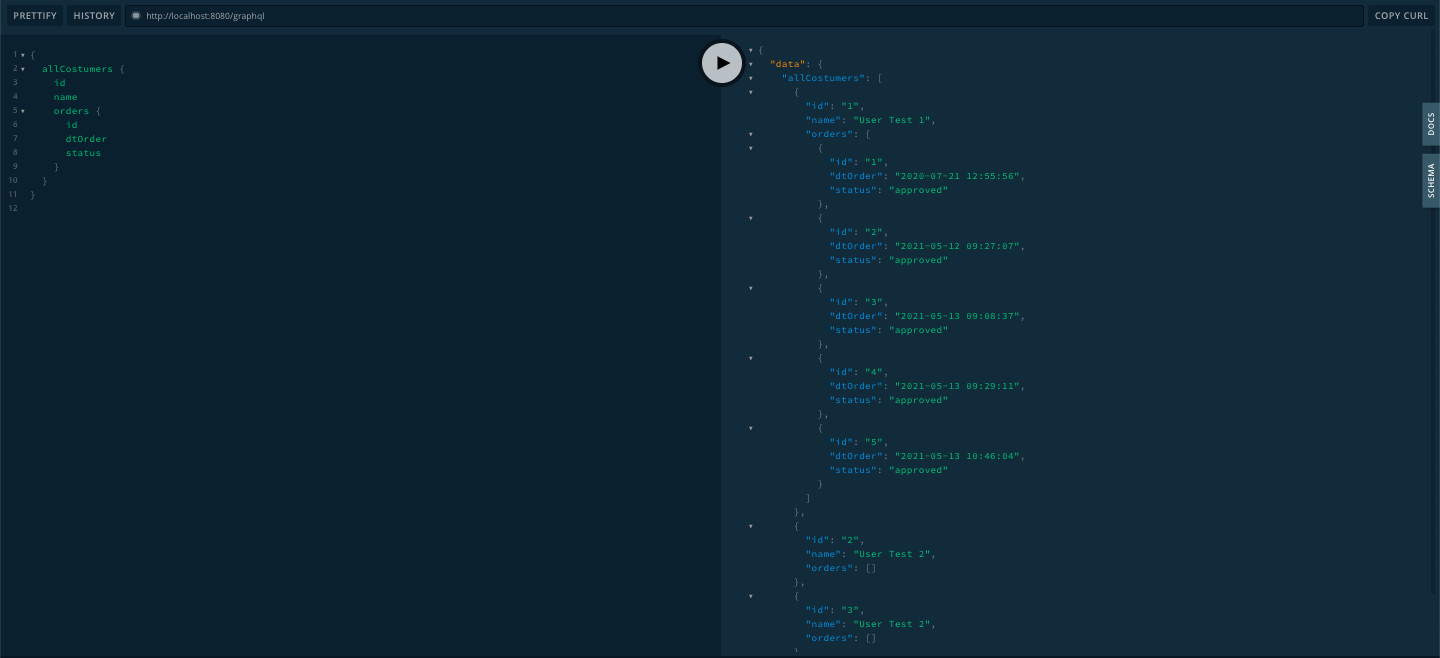 PRETTIFY HISTORY http://localhost:8080/graphql COPY CURL
1 {
2 allCostumers {
3 id
4 name
5 orders {
6 id
7 dtOrder
8 status
9 }
10 }
11 }
12
{
"data": {
"allCostumers": [
{
"id": "1",
"name": "User Test 1",
"orders": [
{
"id": "1",
"dtOrder": "2020-07-21 12:55:56",
"status": "approved"
},
{
"id": "2",
"dtOrder": "2021-05-12 09:27:07",
"status": "approved"
},
{
"id": "3",
"dtOrder": "2021-05-13 09:08:37",
"status": "approved"
},
{
"id": "4",
"dtOrder": "2021-05-13 09:29:11",
"status": "approved"
},
{
"id": "5",
"dtOrder": "2021-05-13 10:46:04",
"status": "approved"
}
]
},
{
"id": "2",
"name": "User Test 2",
"orders": []
},
{
"id": "3",
"name": "User Test 2",
"orders": []
}
DOCS
SCHEMA